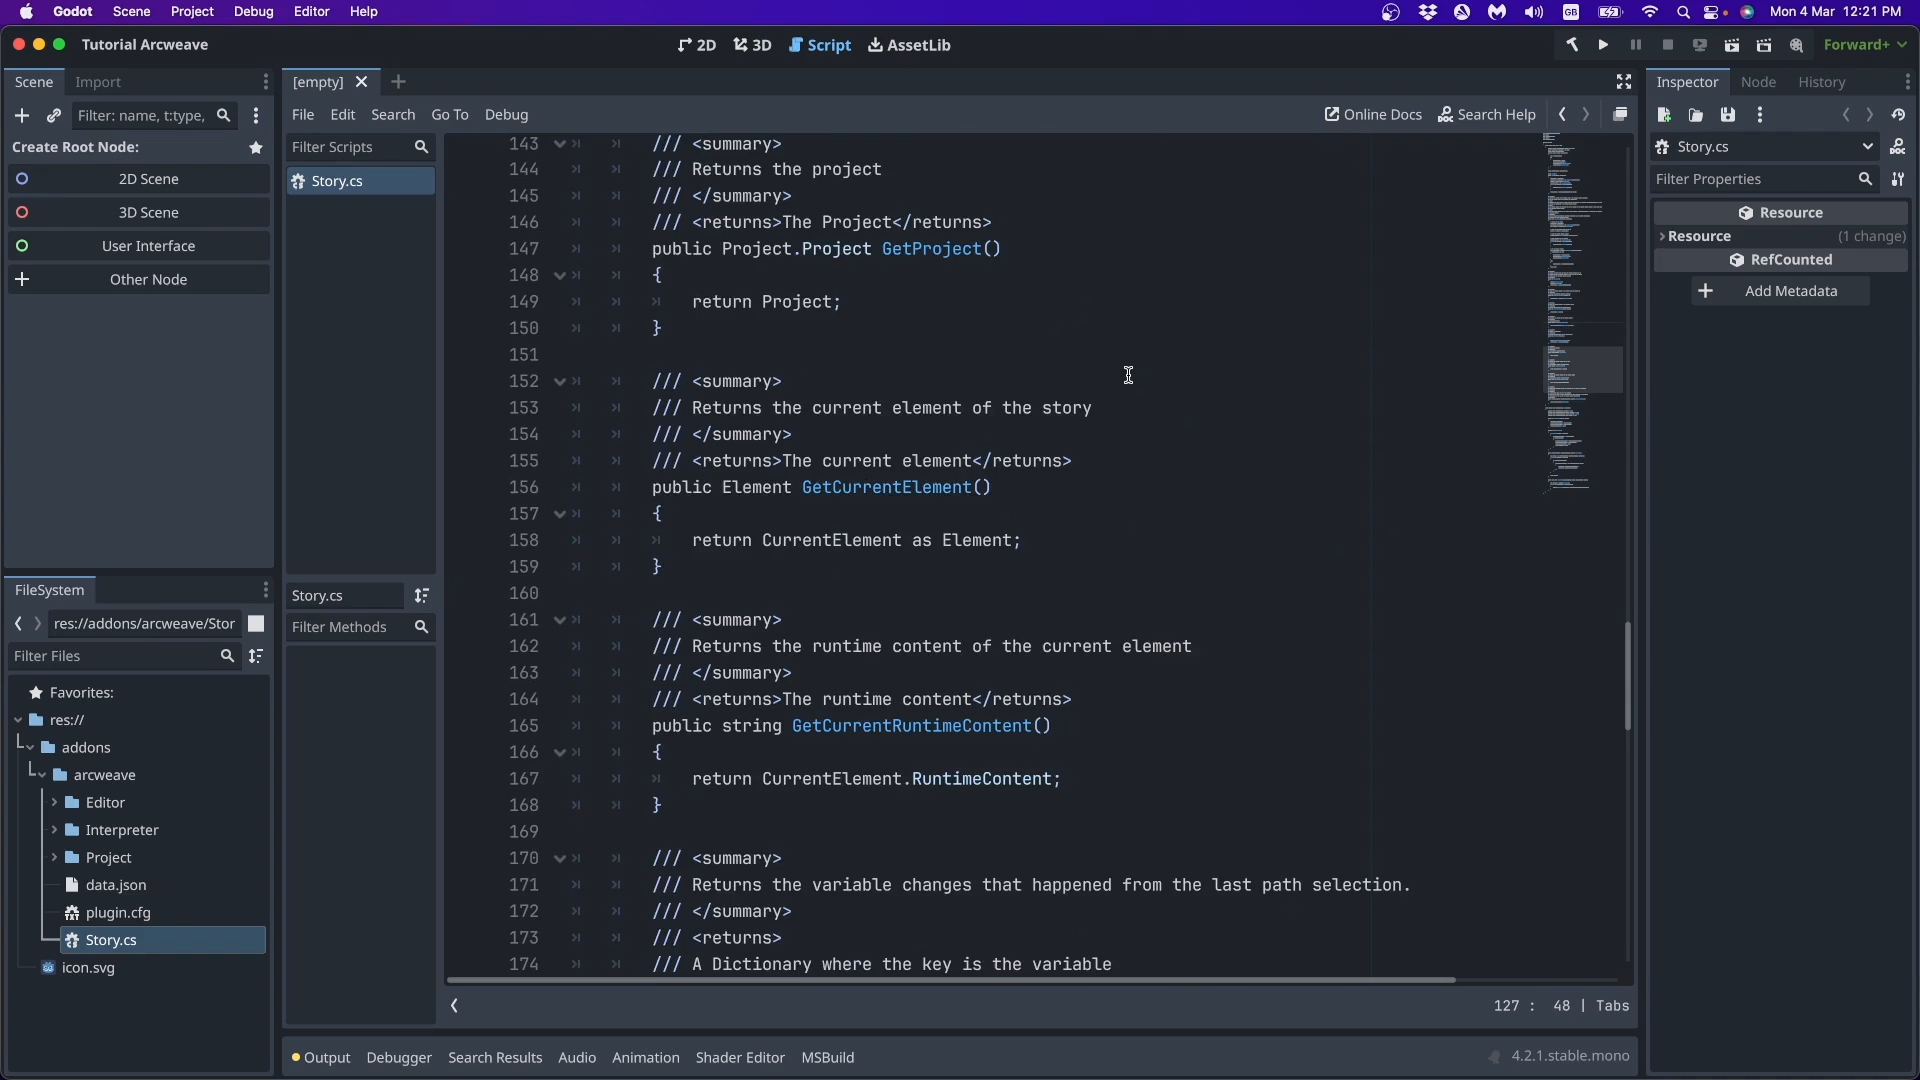 Godot Scene Project Debug Editor Help
GB Mon 4 Mar 12:21 PM
Tutorial Arcweave
2D 3D Script AssetLib
Forward+
Scene Import
Filter: name, t:type,
Create Root Node:
2D Scene
3D Scene
User Interface
Other Node
FileSystem
res://addons/arcweave/Stor
Filter Files
Favorites:
res://
addons
arcweave
Editor
Interpreter
Project
data.json
plugin.cfg
Story.cs
icon.svg
[empty]
File Edit Search Go To Debug
Online Docs Search Help
Filter Scripts
Story.cs
Story.cs
Filter Methods
143 /// <summary>
144 /// Returns the project
145 /// </summary>
146 /// <returns>The Project</returns>
147 public Project.Project GetProject()
148 {
149 return Project;
150 }
151
152 /// <summary>
153 /// Returns the current element of the story
154 /// </summary>
155 /// <returns>The current element</returns>
156 public Element GetCurrentElement()
157 {
158 return CurrentElement as Element;
159 }
160
161 /// <summary>
162 /// Returns the runtime content of the current element
163 /// </summary>
164 /// <returns>The runtime content</returns>
165 public string GetCurrentRuntimeContent()
166 {
167 return CurrentElement.RuntimeContent;
168 }
169
170 /// <summary>
171 /// Returns the variable changes that happened from the last path selection.
172 /// </summary>
173 /// <returns>
174 /// A Dictionary where the key is the variable
127 : 48 | Tabs
Output Debugger Search Results Audio Animation Shader Editor MSBuild
4.2.1.stable.mono
Inspector Node History
Story.cs
Filter Properties
Resource
Resource (1 change)
RefCounted
Add Metadata